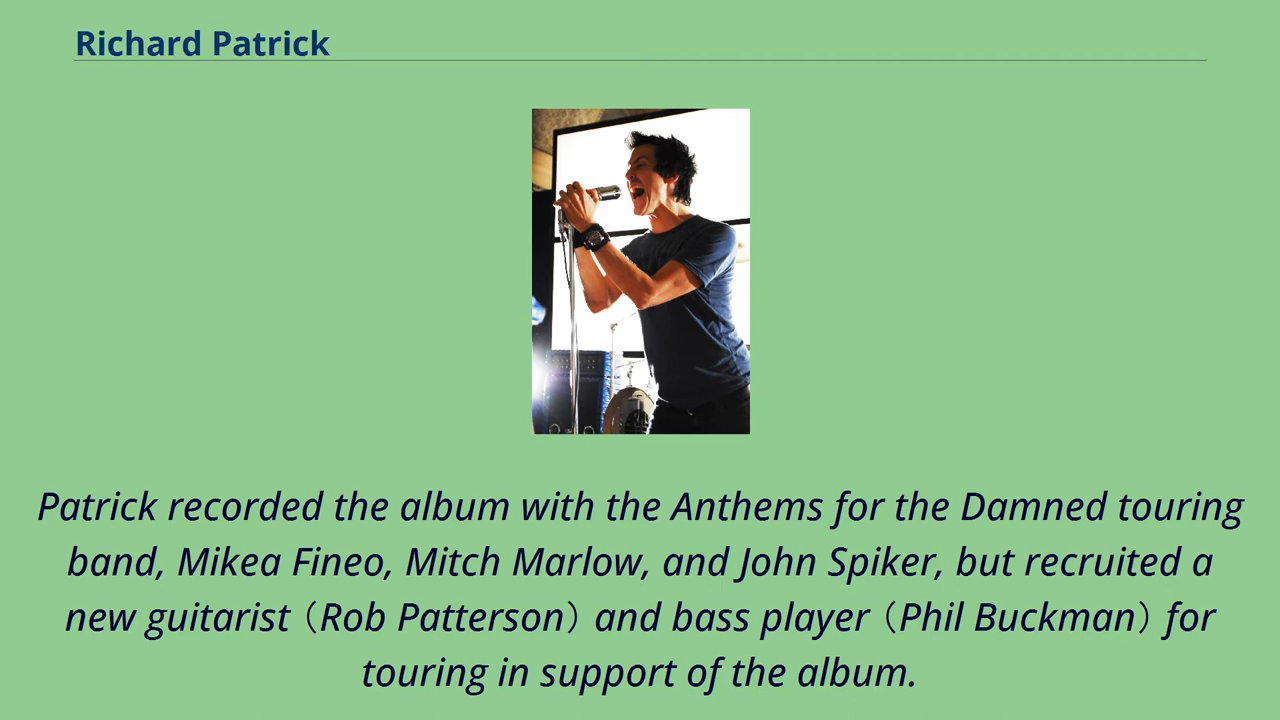 Richard Patrick
Patrick recorded the album with the Anthems for the Damned touring
band, Mikea Fineo, Mitch Marlow, and John Spiker, but recruited a
new guitarist（Rob Patterson）and bass player（Phil Buckman）for
touring in support of the album.